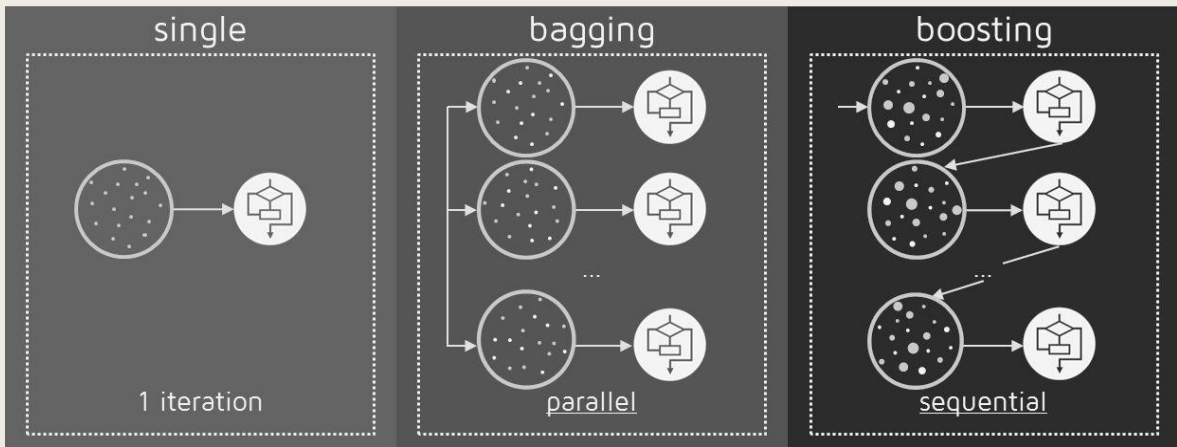 single
1 iteration
bagging
...
parallel
boosting
...
sequential